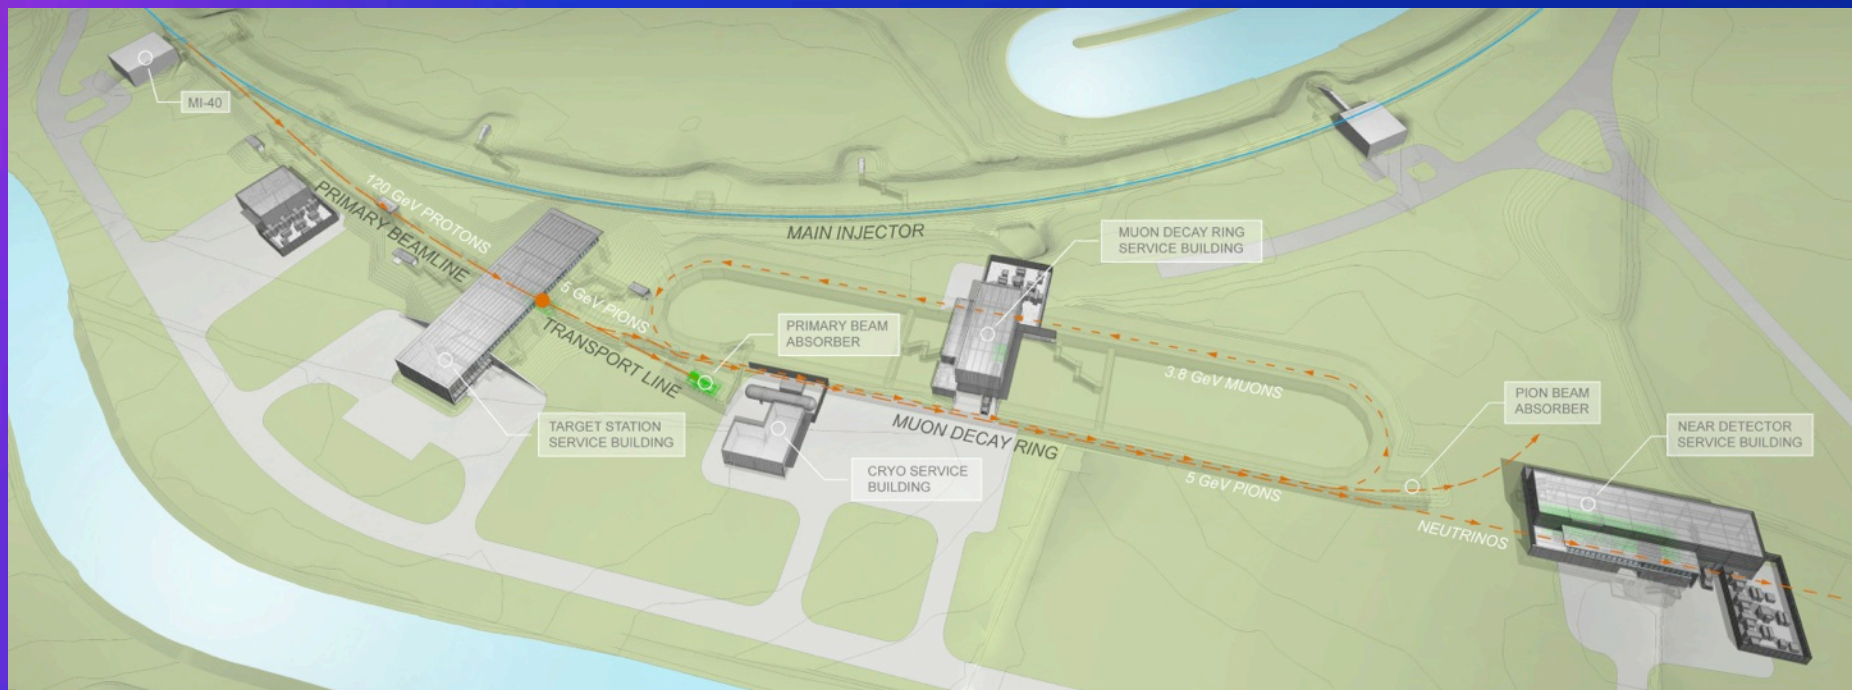 MI-40
120 GeV PROTONS
PRIMARY BEAMLINE
MAIN INJECTOR
MUON DECAY RING
SERVICE BUILDING
5 GeV PIONS
TRANSPORT LINE
PRIMARY BEAM
ABSORBER
3.8 GeV MUONS
PION BEAM
ABSORBER
TARGET STATION
SERVICE BUILDING
MUON DECAY RING
NEAR DETECTOR
SERVICE BUILDING
CRYO SERVICE
BUILDING
5 GeV PIONS
NEUTRINOS